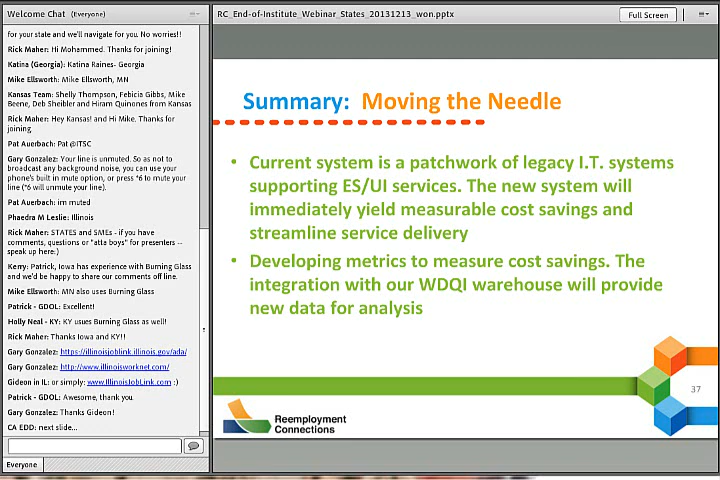 Welcome Chat (Everyone)
for your state and we'll navigate for you. No worries!!
Rick Maher: Hi Mohammed. Thanks for joining!
Katina (Georgia): Katina Raines- Georgia
Mike Ellsworth: Mike Ellsworth, MN
Kansas Team: Shelly Thompson, Febicia Gibbs, Mike
Beene, Deb Sheibler and Hiram Quinones from Kansas
Rick Maher: Hey Kansas! and Hi Mike. Thanks for
joining
Pat Auerbach: Pat @ITSC
Gary Gonzalez: Your line is unmuted. So as not to
broadcast any background noise, you can use your
phone's built in mute option, or press *6 to mute your
line (*6 will unmute your line).
Pat Auerbach: im muted
Phaedra M Leslie: Illinois
Rick Maher: STATES and SMEs - if you have
comments, questions or "atta boys" for presenters --
speak up here:)
Kerry: Patrick, Iowa has experience with Burning Glass
and we'd be happy to share our comments off line.
Mike Ellsworth: MN also uses Burning Glass
Patrick - GDOL: Excellent!
Holly Neal - KY: KY usues Burning Glass as well!
Rick Maher: Thanks Iowa and KY!!
Gary Gonzalez: https://illinoisjoblink.illinois.gov/ada/
Gary Gonzalez: http://www.illinoisworknet.com/
Gideon in IL: or simply: www.IllinoisJobLink.com :)
Patrick - GDOL: Awesome, thank you.
Gary Gonzalez: Thanks Gideon!
CA EDD: next slide...
Everyone
RC_End-of-Institute_Webinar_States_20131213_won.pptx
Full Screen
Summary: Moving the Needle
• Current system is a patchwork of legacy I.T. systems
supporting ES/UI services. The new system will
immediately yield measurable cost savings and
streamline service delivery
• Developing metrics to measure cost savings. The
integration with our WDQI warehouse will provide
new data for analysis
37
Reemployment
Connections